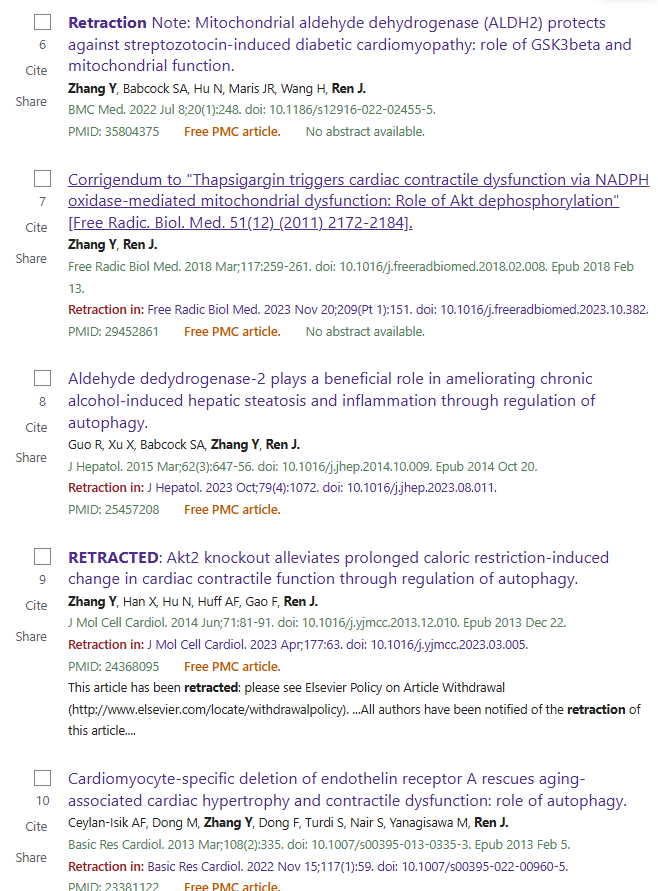 Retraction Note: Mitochondrial aldehyde dehydrogenase (ALDH2) protects
6
against streptozotocin-induced diabetic cardiomyopathy: role of GSK3beta and
Cite
mitochondrial function.
Zhang Y, Babcock SA, Hu N, Maris JR, Wang H, Ren J.
Share
BMC Med. 2022 Jul 8;20(1):248. doi: 10.1186/s12916-022-02455-5.
PMID: 35804375 Free PMC article. No abstract available.
Corrigendum to "Thapsigargin triggers cardiac contractile dysfunction via NADPH
7
oxidase-mediated mitochondrial dysfunction: Role of Akt dephosphorylation"
Cite
[Free Radic. Biol. Med. 51(12) (2011) 2172-2184].
Zhang Y, Ren J.
Share
Free Radic Biol Med. 2018 Mar;117:259-261. doi: 10.1016/j.freeradbiomed.2018.02.008. Epub 2018 Feb
13.
Retraction in: Free Radic Biol Med. 2023 Nov 20;209(Pt 1):151. doi: 10.1016/j.freeradbiomed.2023.10.382.
PMID: 29452861 Free PMC article. No abstract available.
Aldehyde dedydrogenase-2 plays a beneficial role in ameliorating chronic
8
alcohol-induced hepatic steatosis and inflammation through regulation of
Cite
autophagy.
Guo R, Xu X, Babcock SA, Zhang Y, Ren J.
Share
J Hepatol. 2015 Mar;62(3):647-56. doi: 10.1016/j.jhep.2014.10.009. Epub 2014 Oct 20.
Retraction in: J Hepatol. 2023 Oct;79(4):1072. doi: 10.1016/j.jhep.2023.08.011.
PMID: 25457208 Free PMC article.
RETRACTED: Akt2 knockout alleviates prolonged caloric restriction-induced
9
change in cardiac contractile function through regulation of autophagy.
Cite
Zhang Y, Han X, Hu N, Huff AF, Gao F, Ren J.
J Mol Cell Cardiol. 2014 Jun;71:81-91. doi: 10.1016/j.yjmcc.2013.12.010. Epub 2013 Dec 22.
Share
Retraction in: J Mol Cell Cardiol. 2023 Apr;177:63. doi: 10.1016/j.yjmcc.2023.03.005.
PMID: 24368095 Free PMC article.
This article has been retracted: please see Elsevier Policy on Article Withdrawal
(http://www.elsevier.com/locate/withdrawalpolicy). ...All authors have been notified of the retraction of
this article....
Cardiomyocyte-specific deletion of endothelin receptor A rescues aging-
10
associated cardiac hypertrophy and contractile dysfunction: role of autophagy.
Cite
Ceylan-Isik AF, Dong M, Zhang Y, Dong F, Turdi S, Nair S, Yanagisawa M, Ren J.
Basic Res Cardiol. 2013 Mar;108(2):335. doi: 10.1007/s00395-013-0335-3. Epub 2013 Feb 5.
Share
Retraction in: Basic Res Cardiol. 2022 Nov 15;117(1):59. doi: 10.1007/s00395-022-00960-5.
PMID: 23381122 Free PMC article.